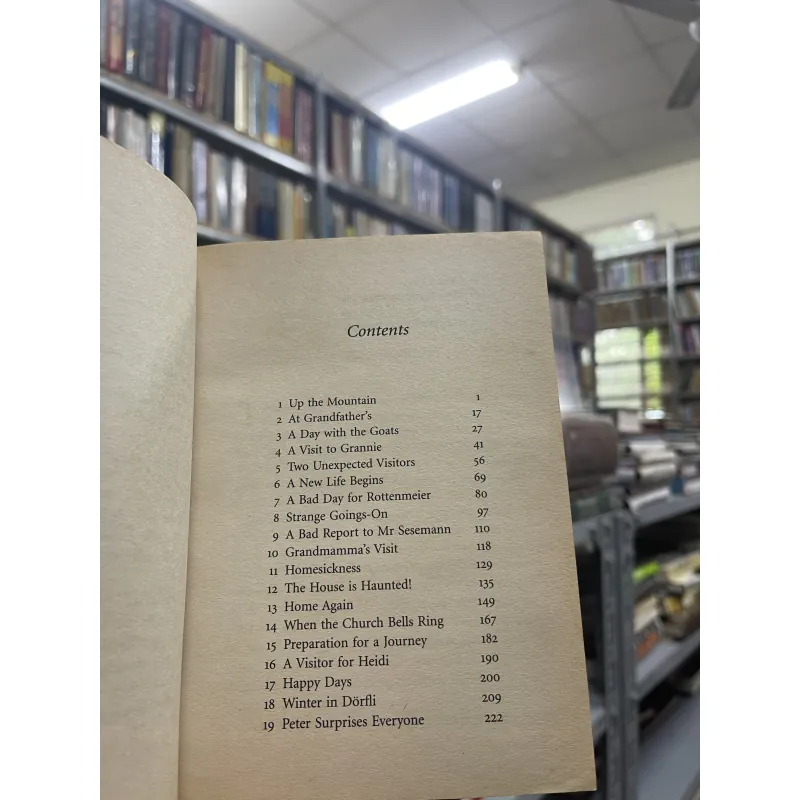 Contents
1 Up the Mountain 1
2 At Grandfather's 17
3 A Day with the Goats 27
4 A Visit to Grannie 41
5 Two Unexpected Visitors 56
6 A New Life Begins 69
7 A Bad Day for Rottenmeier 80
8 Strange Goings-On 97
9 A Bad Report to Mr Sesemann 110
10 Grandmamma's Visit 118
11 Homesickness 129
12 The House is Haunted! 135
13 Home Again 149
14 When the Church Bells Ring 167
15 Preparation for a Journey 182
16 A Visitor for Heidi 190
17 Happy Days 200
18 Winter in Dörfli 209
19 Peter Surprises Everyone 222